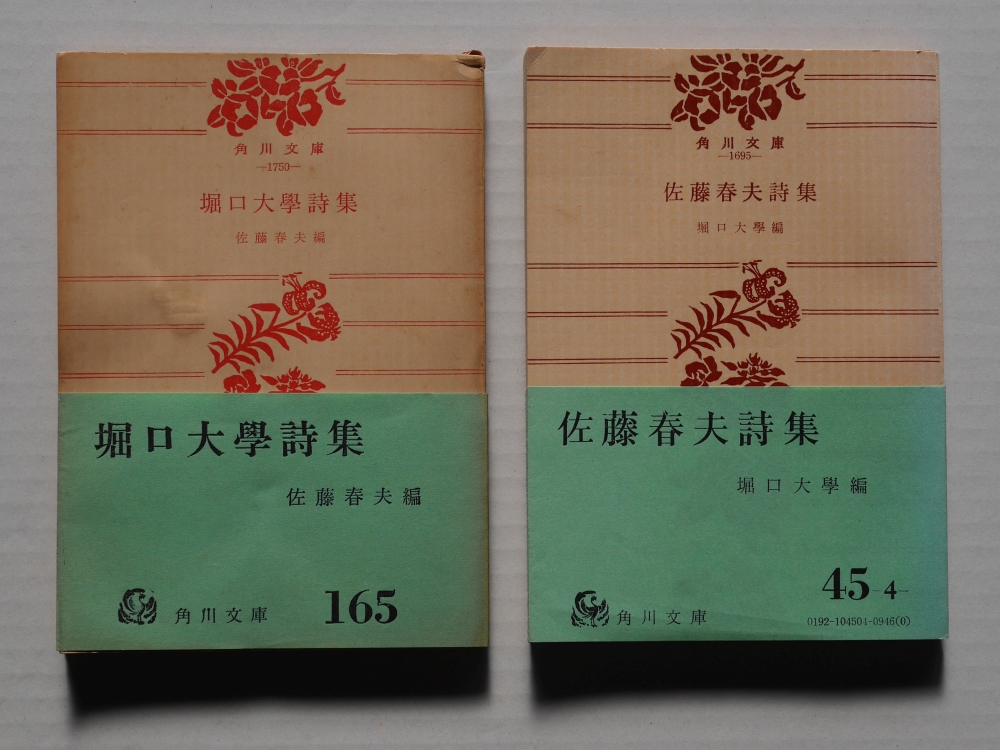 角川文庫
—1750—
堀口大學詩集
佐藤春夫編
堀口大學詩集
佐藤春夫編
角川文庫
165
角川文庫
—1695—
佐藤春夫詩集
堀口大學編
佐藤春夫詩集
堀口大學編
45-4-
角川文庫
0192-104504-0946(0)